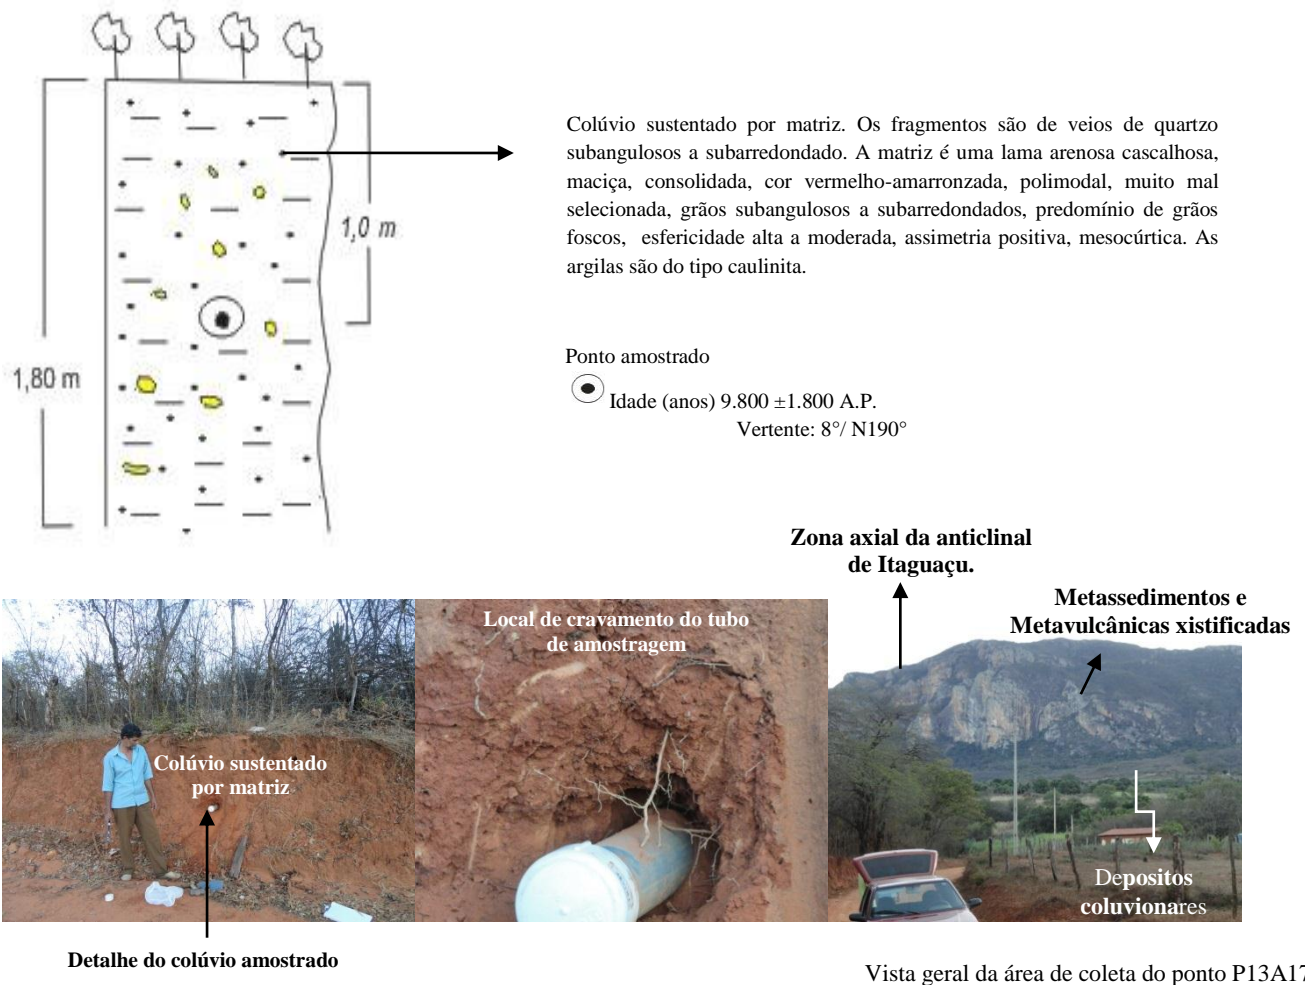 Colúvio sustentado por matriz. Os fragmentos são de veios de quartzo
subangulosos a subarredondado. A matriz é uma lama arenosa cascalhosa,
maciça, consolidada, cor vermelho-amarronzada, polimodal, muito mal
selecionada, grãos subangulosos a subarredondados, predomínio de grãos
foscos, esfericidade alta a moderada, assimetria positiva, mesocúrtica. As
argilas são do tipo caulinita.
1,0 m
1,80 m
Ponto amostrado
Idade (anos) 9.800 ±1.800 A.P.
Vertente: 8°/ N190°
Zona axial da anticlinal
de Itaguaçu.
Metassedimentos e
Metavulcânicas xistificadas
Local de cravamento do tubo
de amostragem
Colúvio sustentado
por matriz
Depositos
coluvionares
Detalhe do colúvio amostrado
Vista geral da área de coleta do ponto P13A17